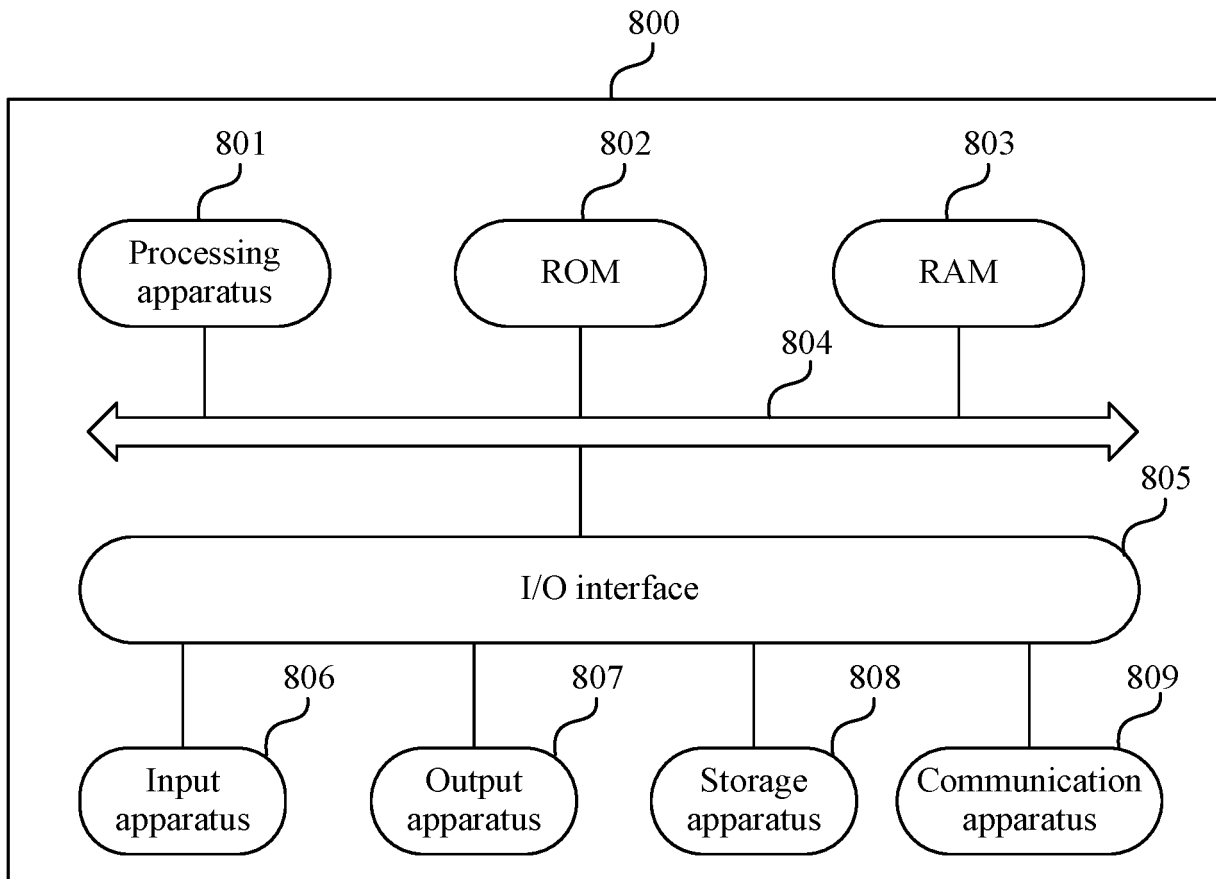 800
801
802
803
Processing
apparatus
ROM
RAM
804
805
I/O interface
806
807
808
809
Input
apparatus
Output
apparatus
Storage
apparatus
Communication
apparatus